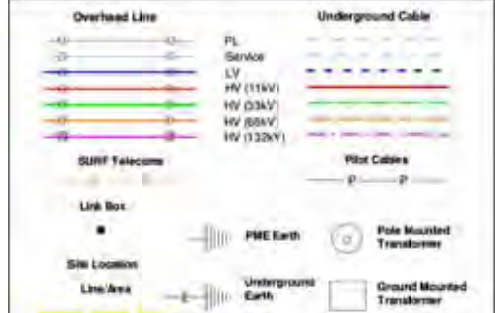 Overhead Line Underground Cable
PL
Service
LV
HV (11kV)
HV (33kV)
HV (66kV)
HV (132kV)
SURF Telecoms Pilot Cables
P P
Link Box
PME Earth Pole Mounted
Transformer
Site Location
Line/Area Underground
Earth Ground Mounted
Transformer